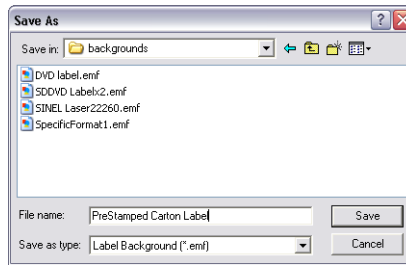 Save As
Save in: backgrounds
DVD label.emf
SDDVD Labelx2.emf
SINEL Laser22260.emf
SpecificFormat1.emf
File name: PreStamped Carton Label Save
Save as type: Label Background (*.emf) Cancel